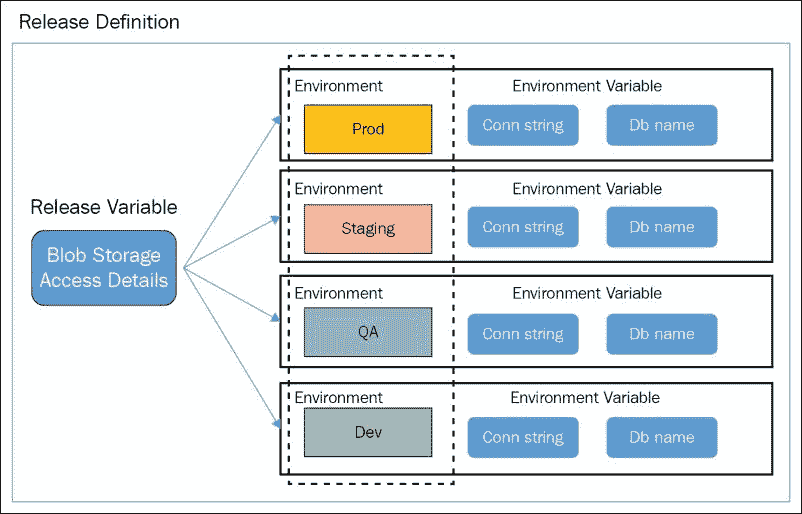 Release Definition
Environment
Environment Variable
Prod
Conn string
Db name
Environment
Environment Variable
Staging
Conn string
Db name
Release Variable
Blob Storage
Access Details
Environment
Environment Variable
QA
Conn string
Db name
Environment
Environment Variable
Dev
Conn string
Db name